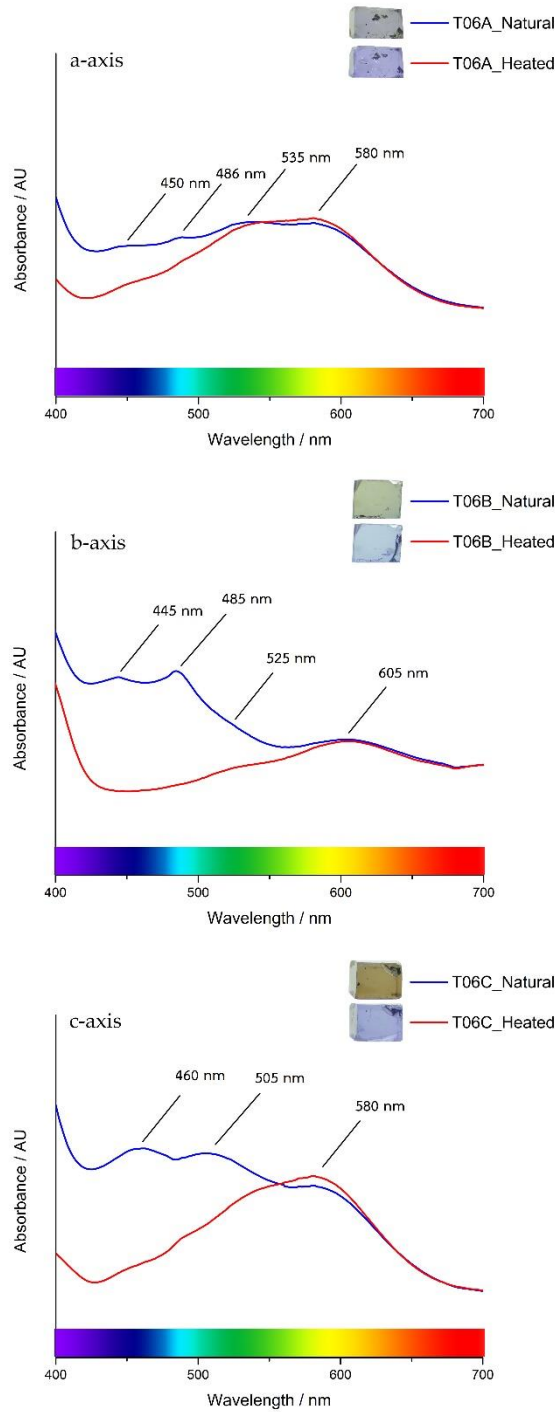 T06A_Natural
a-axis
T06A_Heated
450 nm
486 nm
535 nm
580 nm
Absorbance / AU
400
500
600
700
Wavelength / nm
T06B_Natural
b-axis
T06B_Heated
445 nm
485 nm
525 nm
605 nm
Absorbance / AU
400
500
600
700
Wavelength / nm
T06C_Natural
c-axis
T06C_Heated
460 nm
505 nm
580 nm
Absorbance / AU
400
500
600
700
Wavelength / nm